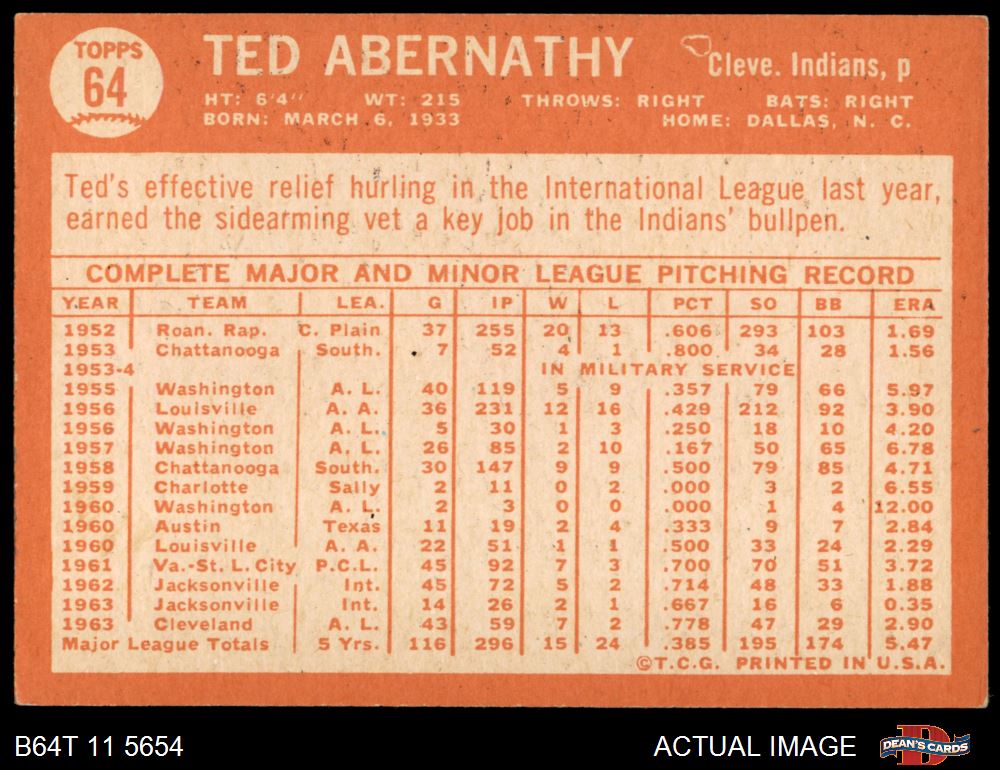 TOPPS
64
TED ABERNATHY
Cleve. Indians, p
HT: 6'4'' WT: 215 THROWS: RIGHT BATS: RIGHT
BORN: MARCH 6, 1933 HOME: DALLAS, N. C.
Ted's effective relief hurling in the International League last year,
earned the sidearming vet a key job in the Indians' bullpen.
COMPLETE MAJOR AND MINOR LEAGUE PITCHING RECORD
YEAR TEAM LEA. G IP W L PCT SO BB ERA
1952 Roan. Rap. C. Plain 37 255 20 13 .606 293 103 1.69
1953 Chattanooga South. 7 52 4 1 .800 34 28 1.56
1953-4 IN MILITARY SERVICE
1955 Washington A. L. 40 119 5 9 .357 79 66 5.97
1956 Louisville A. A. 36 231 12 16 .429 212 92 3.90
1956 Washington A. L. 5 30 1 3 .250 18 10 4.20
1957 Washington A. L. 26 85 2 10 .167 50 65 6.78
1958 Chattanooga South. 30 147 9 9 .500 79 85 4.71
1959 Charlotte Sally 2 11 0 2 .000 3 2 6.55
1960 Washington A. L. 2 3 0 0 .000 1 4 12.00
1960 Austin Texas 11 19 2 4 .333 9 7 2.84
1960 Louisville A. A. 22 51 1 1 .500 33 24 2.29
1961 Va.-St. L. City P.C.L. 45 92 7 3 .700 70 51 3.72
1962 Jacksonville Int. 45 72 5 2 .714 48 33 1.88
1963 Jacksonville Int. 14 26 2 1 .667 16 6 0.35
1963 Cleveland A. L. 43 59 7 2 .778 47 29 2.90
Major League Totals 5 Yrs. 116 296 15 24 .385 195 174 5.47
©T.C.G. PRINTED IN U.S.A.
B64T 11 5654 ACTUAL IMAGE DEAN'S CARDS